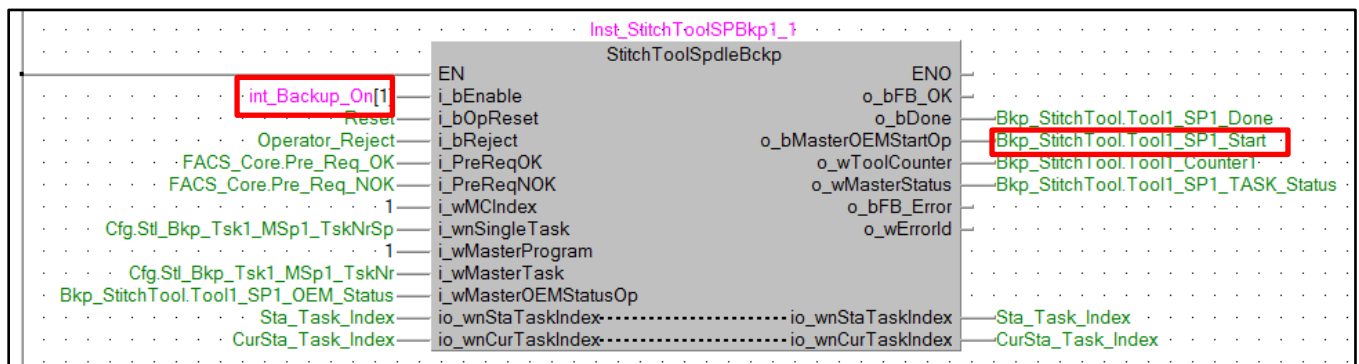 Inst_StitchToolSPBkp1_1
StitchToolSpdleBckp
EN ENO
int_Backup_On[1] i_bEnable o_bFB_OK
Reset i_bOpReset o_bDone Bkp_StitchTool.Tool1_SP1_Done
Operator_Reject i_bReject o_bMasterOEMStartOp Bkp_StitchTool.Tool1_SP1_Start
FACS_Core.Pre_Req_OK i_PreReqOK o_wToolCounter Bkp_StitchTool.Tool1_Counter1
FACS_Core.Pre_Req_NOK i_PreReqNOK o_wMasterStatus Bkp_StitchTool.Tool1_SP1_TASK_Status
1 i_wMCIndex o_bFB_Error
Cfg.Stl_Bkp_Tsk1_MSp1_TskNrSp i_wnSingleTask o_wErrorId
1 i_wMasterProgram
Cfg.Stl_Bkp_Tsk1_MSp1_TskNr i_wMasterTask
Bkp_StitchTool.Tool1_SP1_OEM_Status i_wMasterOEMStatusOp
Sta_Task_Index io_wnStaTaskIndex io_wnStaTaskIndex Sta_Task_Index
CurSta_Task_Index io_wnCurTaskIndex io_wnCurTaskIndex CurSta_Task_Index